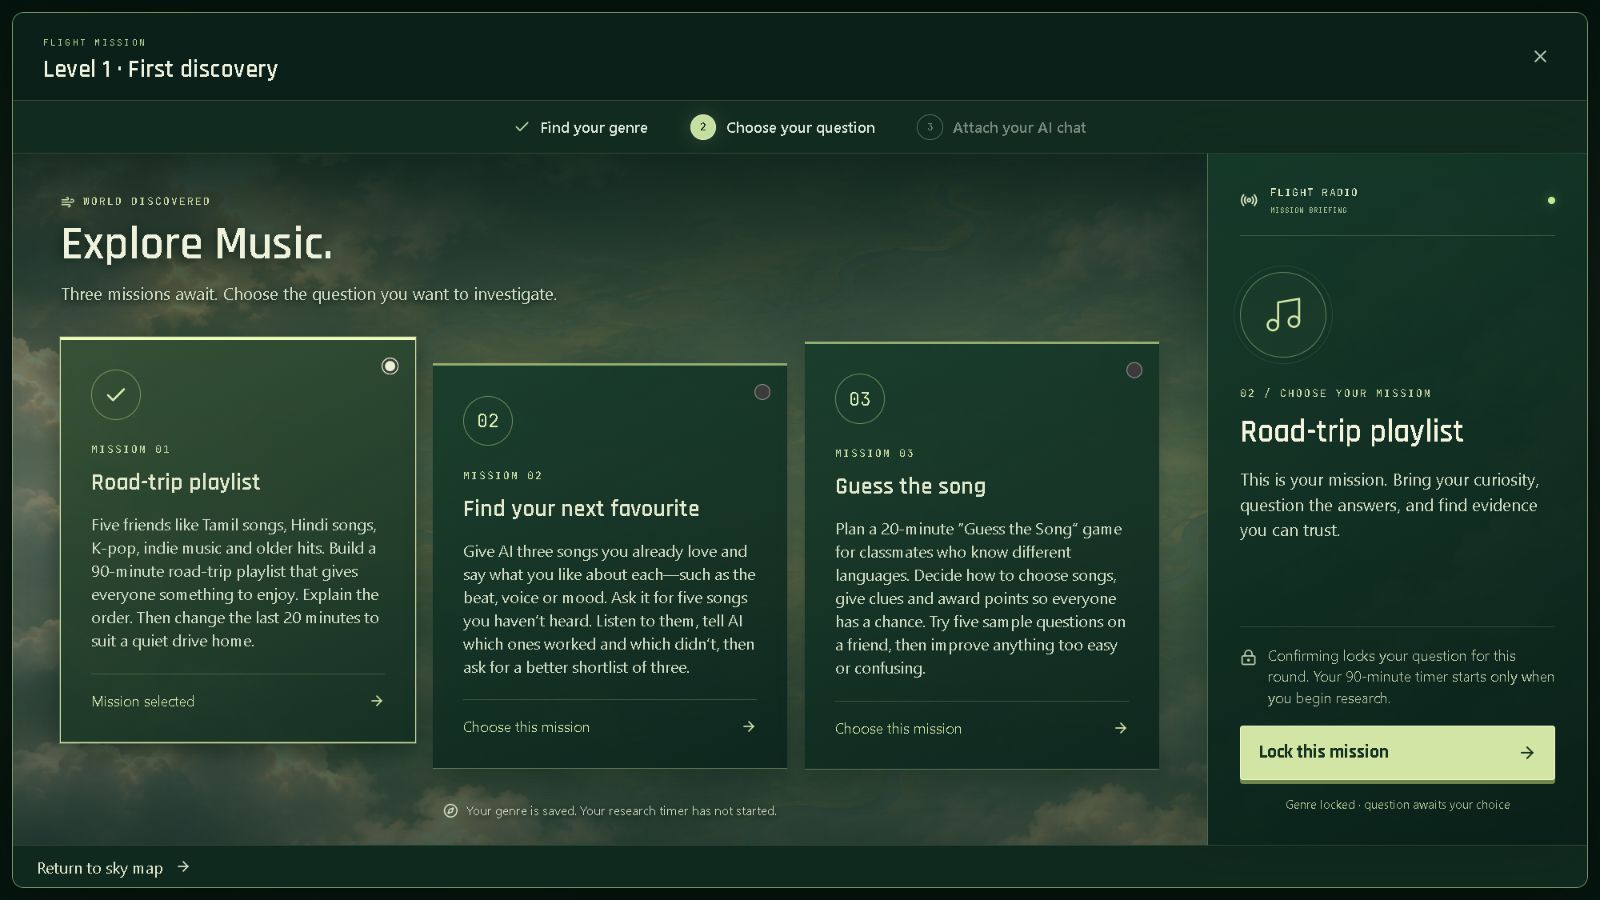 FLIGHT MISSION
Level 1 · First discovery
Find your genre
2 Choose your question
3 Attach your AI chat
WORLD DISCOVERED
Explore Music.
Three missions await. Choose the question you want to investigate.
MISSION 01
Road-trip playlist
Five friends like Tamil songs, Hindi songs,
K-pop, indie music and older hits. Build a
90-minute road-trip playlist that gives
everyone something to enjoy. Explain the
order. Then change the last 20 minutes to
suit a quiet drive home.
Mission selected
02
MISSION 02
Find your next favourite
Give AI three songs you already love and
say what you like about each—such as the
beat, voice or mood. Ask it for five songs
you haven’t heard. Listen to them, tell AI
which ones worked and which didn’t, then
ask for a better shortlist of three.
Choose this mission
03
MISSION 03
Guess the song
Plan a 20-minute “Guess the Song” game
for classmates who know different
languages. Decide how to choose songs,
give clues and award points so everyone
has a chance. Try five sample questions on
a friend, then improve anything too easy
or confusing.
Choose this mission
Your genre is saved. Your research timer has not started.
FLIGHT RADIO
MISSION BRIEFING
02 / CHOOSE YOUR MISSION
Road-trip playlist
This is your mission. Bring your curiosity,
question the answers, and find evidence
you can trust.
Confirming locks your question for this
round. Your 90-minute timer starts only when
you begin research.
Lock this mission
Genre locked · question awaits your choice
Return to sky map